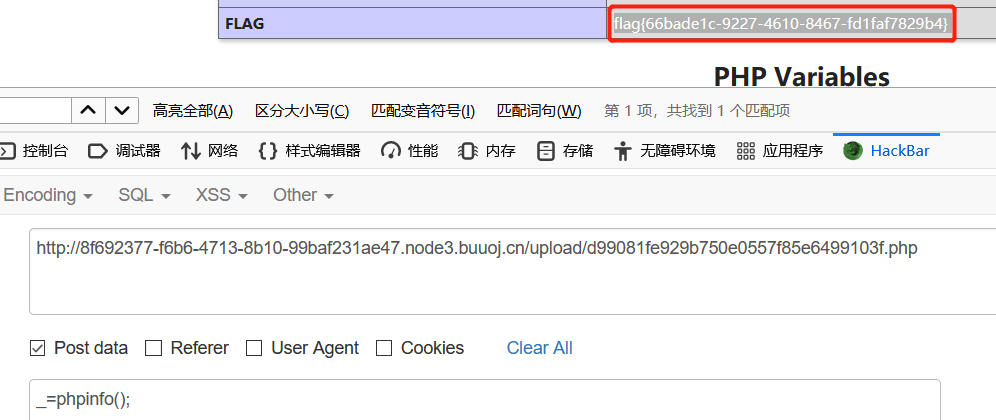 FLAG flag{66bade1c-9227-4610-8467-fd1faf7829b4}
PHP Variables
高亮全部(A) 区分大小写(C) 匹配变音符号(I) 匹配词句(W) 第 1 项，共找到 1 个匹配项
控制台 调试器 网络 样式编辑器 性能 内存 存储 无障碍环境 应用程序 HackBar
Encoding SQL XSS Other
http://8f692377-f6b6-4713-8b10-99baf231ae47.node3.buuoj.cn/upload/d99081fe929b750e0557f85e6499103f.php
Post data Referer User Agent Cookies Clear All
_=phpinfo();